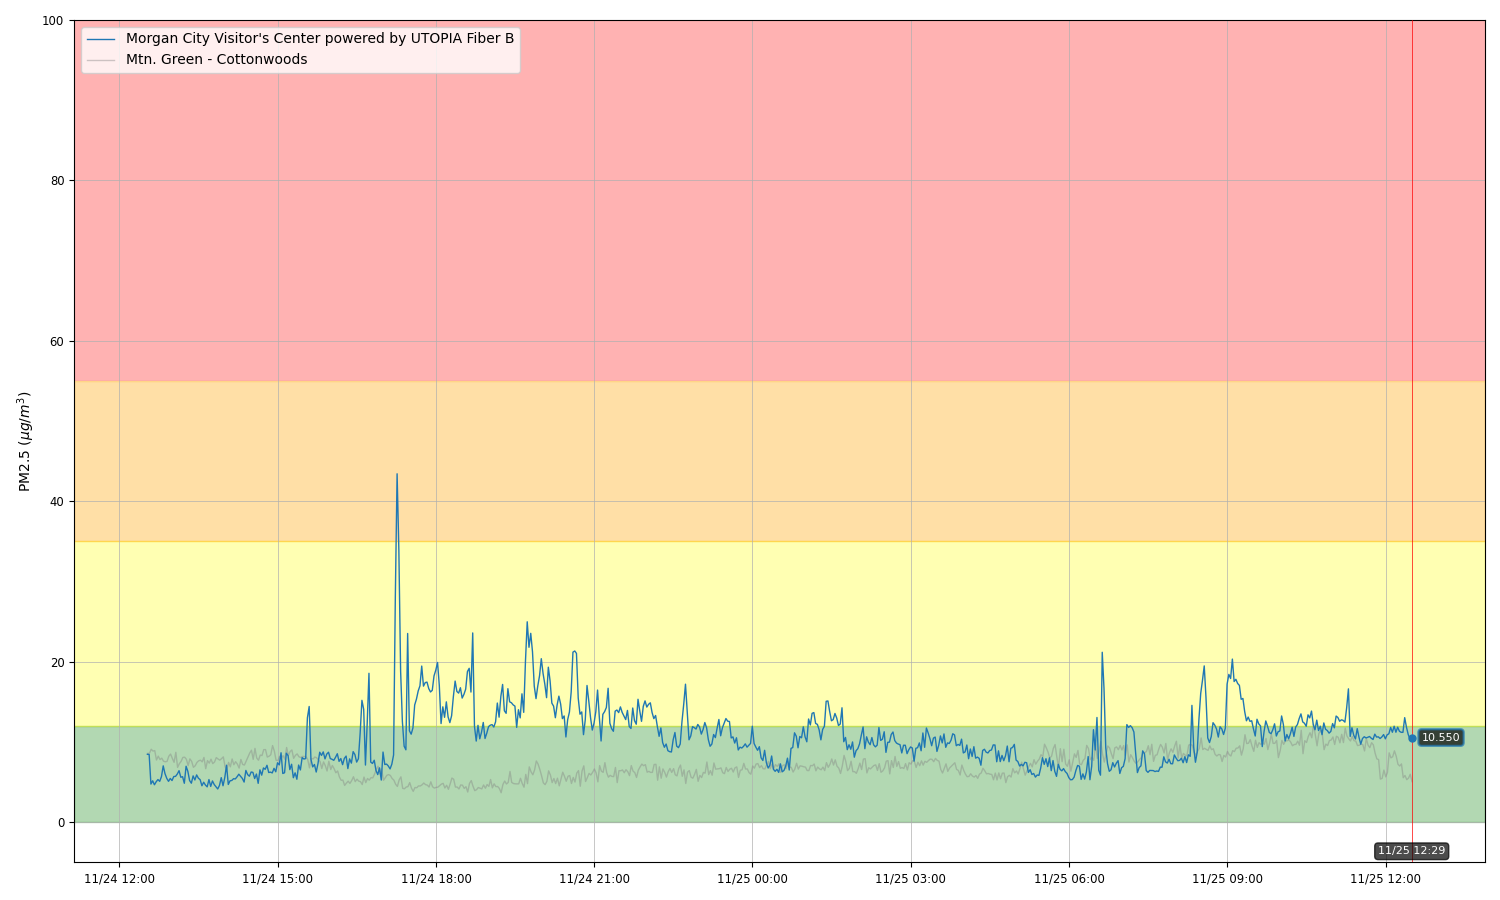 100
Morgan City Visitor's Center powered by UTOPIA Fiber B
Mtn. Green - Cottonwoods
80
60
PM2.5 (μg/m³)
40
20
10.550
0
11/25 12:29
11/24 12:00 11/24 15:00 11/24 18:00 11/24 21:00 11/25 00:00 11/25 03:00 11/25 06:00 11/25 09:00 11/25 12:00